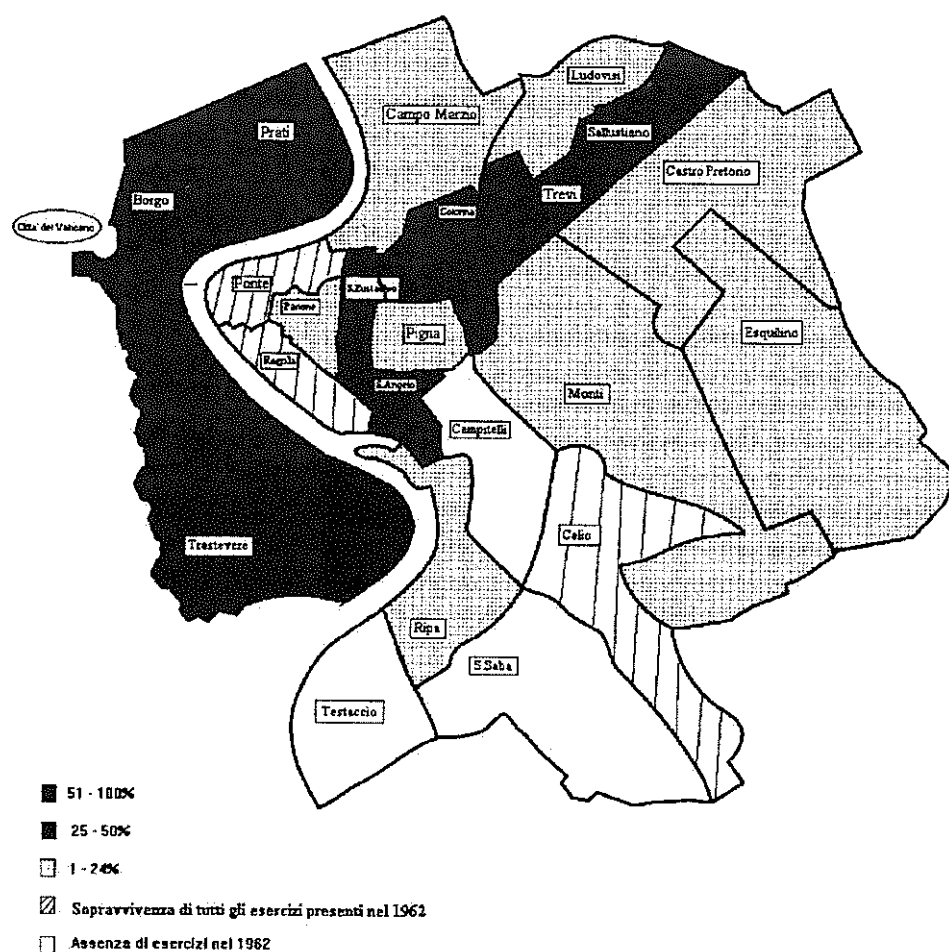 Ludovisi
Campo Marzio
Prati
Sallustiano
Castro Pretorio
Borgo
Trevi
Colonna
Citta' del Vaticano
Ponte
S.Eustachio
Parione
Pigna
Esquilino
Regola
S.Angelo
Monti
Campitelli
Celio
Trastevere
Ripa
S.Saba
Testaccio
51 - 100%
25 - 50%
1 - 24%
Sopravvivenza di tutti gli esercizi presenti nel 1962
Assenza di esercizi nel 1962